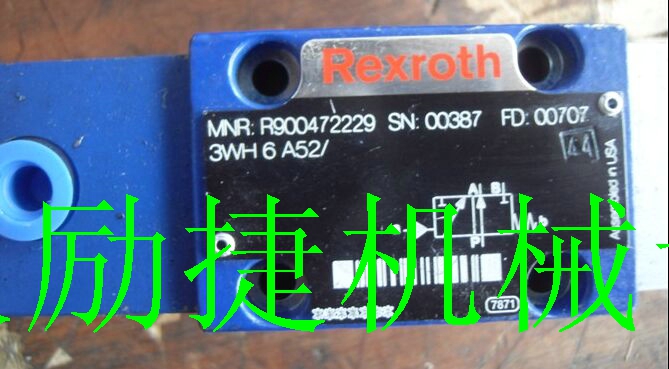 Rexroth
MNR: R900472229 SN: 00387 FD: 00707
3WH 6 A52/
44
Assembled in USA
A B
P
励捷机械
7871